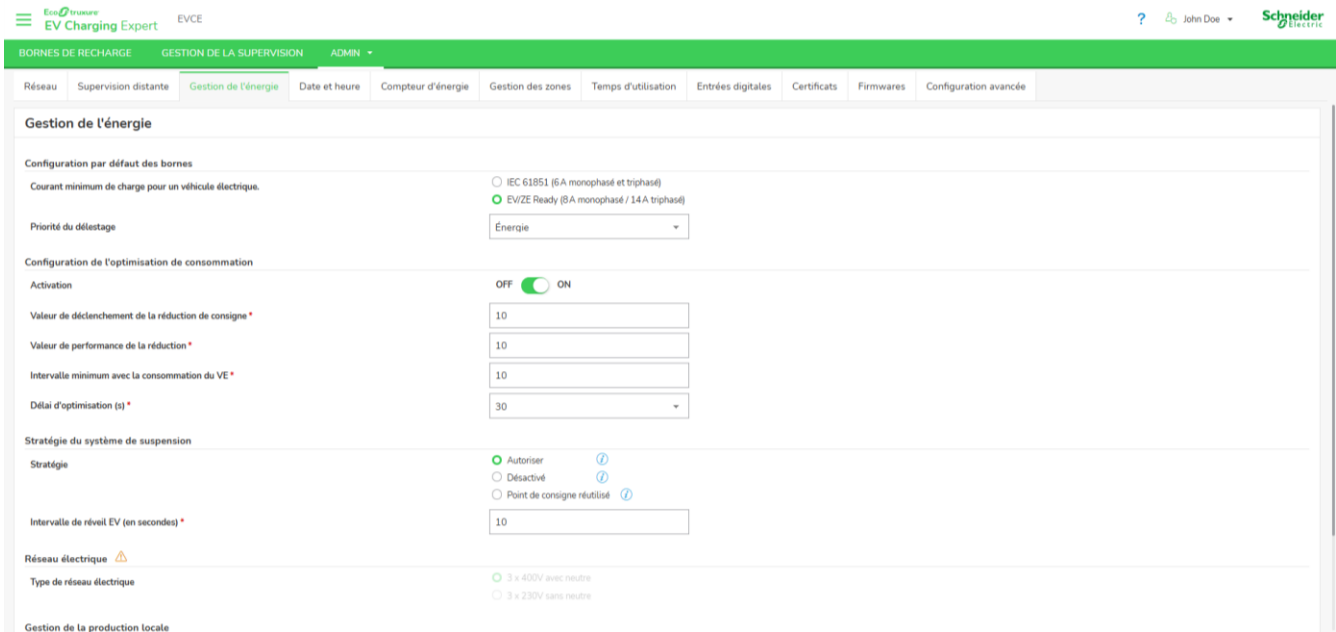 EcoStruxure
EV Charging Expert
EVCE
?
John Doe
Schneider
Electric
BORNES DE RECHARGE GESTION DE LA SUPERVISION ADMIN
Réseau Supervision distante Gestion de l'énergie Date et heure Compteur d'énergie Gestion des zones Temps d'utilisation Entrées digitales Certificats Firmwares Configuration avancée
Gestion de l'énergie
Configuration par défaut des bornes
Courant minimum de charge pour un véhicule électrique.
IEC 61851 (6 A monophasé et triphasé)
EV/ZE Ready (8 A monophasé / 14 A triphasé)
Priorité du délestage
Énergie
Configuration de l'optimisation de consommation
Activation OFF ON
Valeur de déclenchement de la réduction de consigne * 10
Valeur de performance de la réduction * 10
Intervalle minimum avec la consommation du VE * 10
Délai d'optimisation (s) * 30
Stratégie du système de suspension
Stratégie
Autoriser i
Désactivé i
Point de consigne réutilisé i
Intervalle de réveil EV (en secondes) * 10
Réseau électrique
Type de réseau électrique
3 x 400V avec neutre
3 x 230V sans neutre
Gestion de la production locale